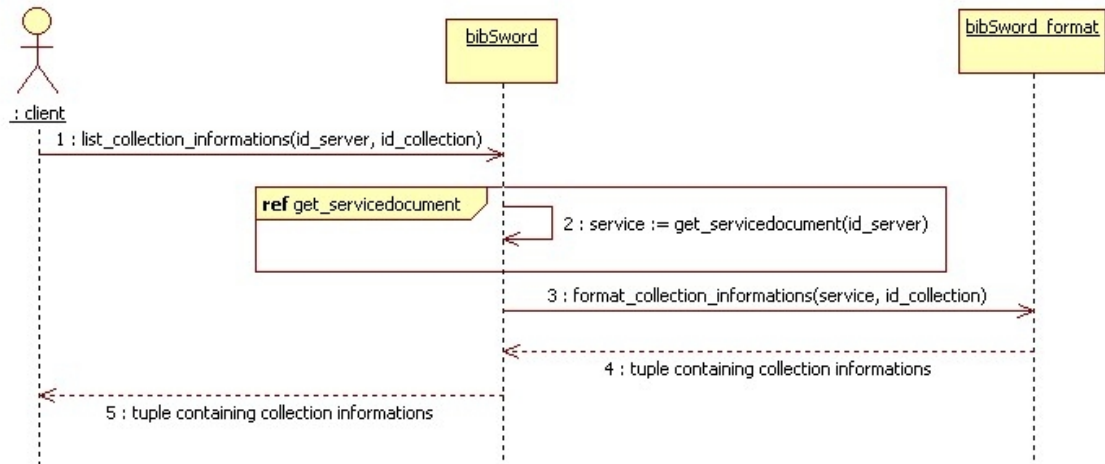 bibSword
bibSword_format
: client
1 : list_collection_informations(id_server, id_collection)
ref get_servicedocument
2 : service := get_servicedocument(id_server)
3 : format_collection_informations(service, id_collection)
4 : tuple containing collection informations
5 : tuple containing collection informations